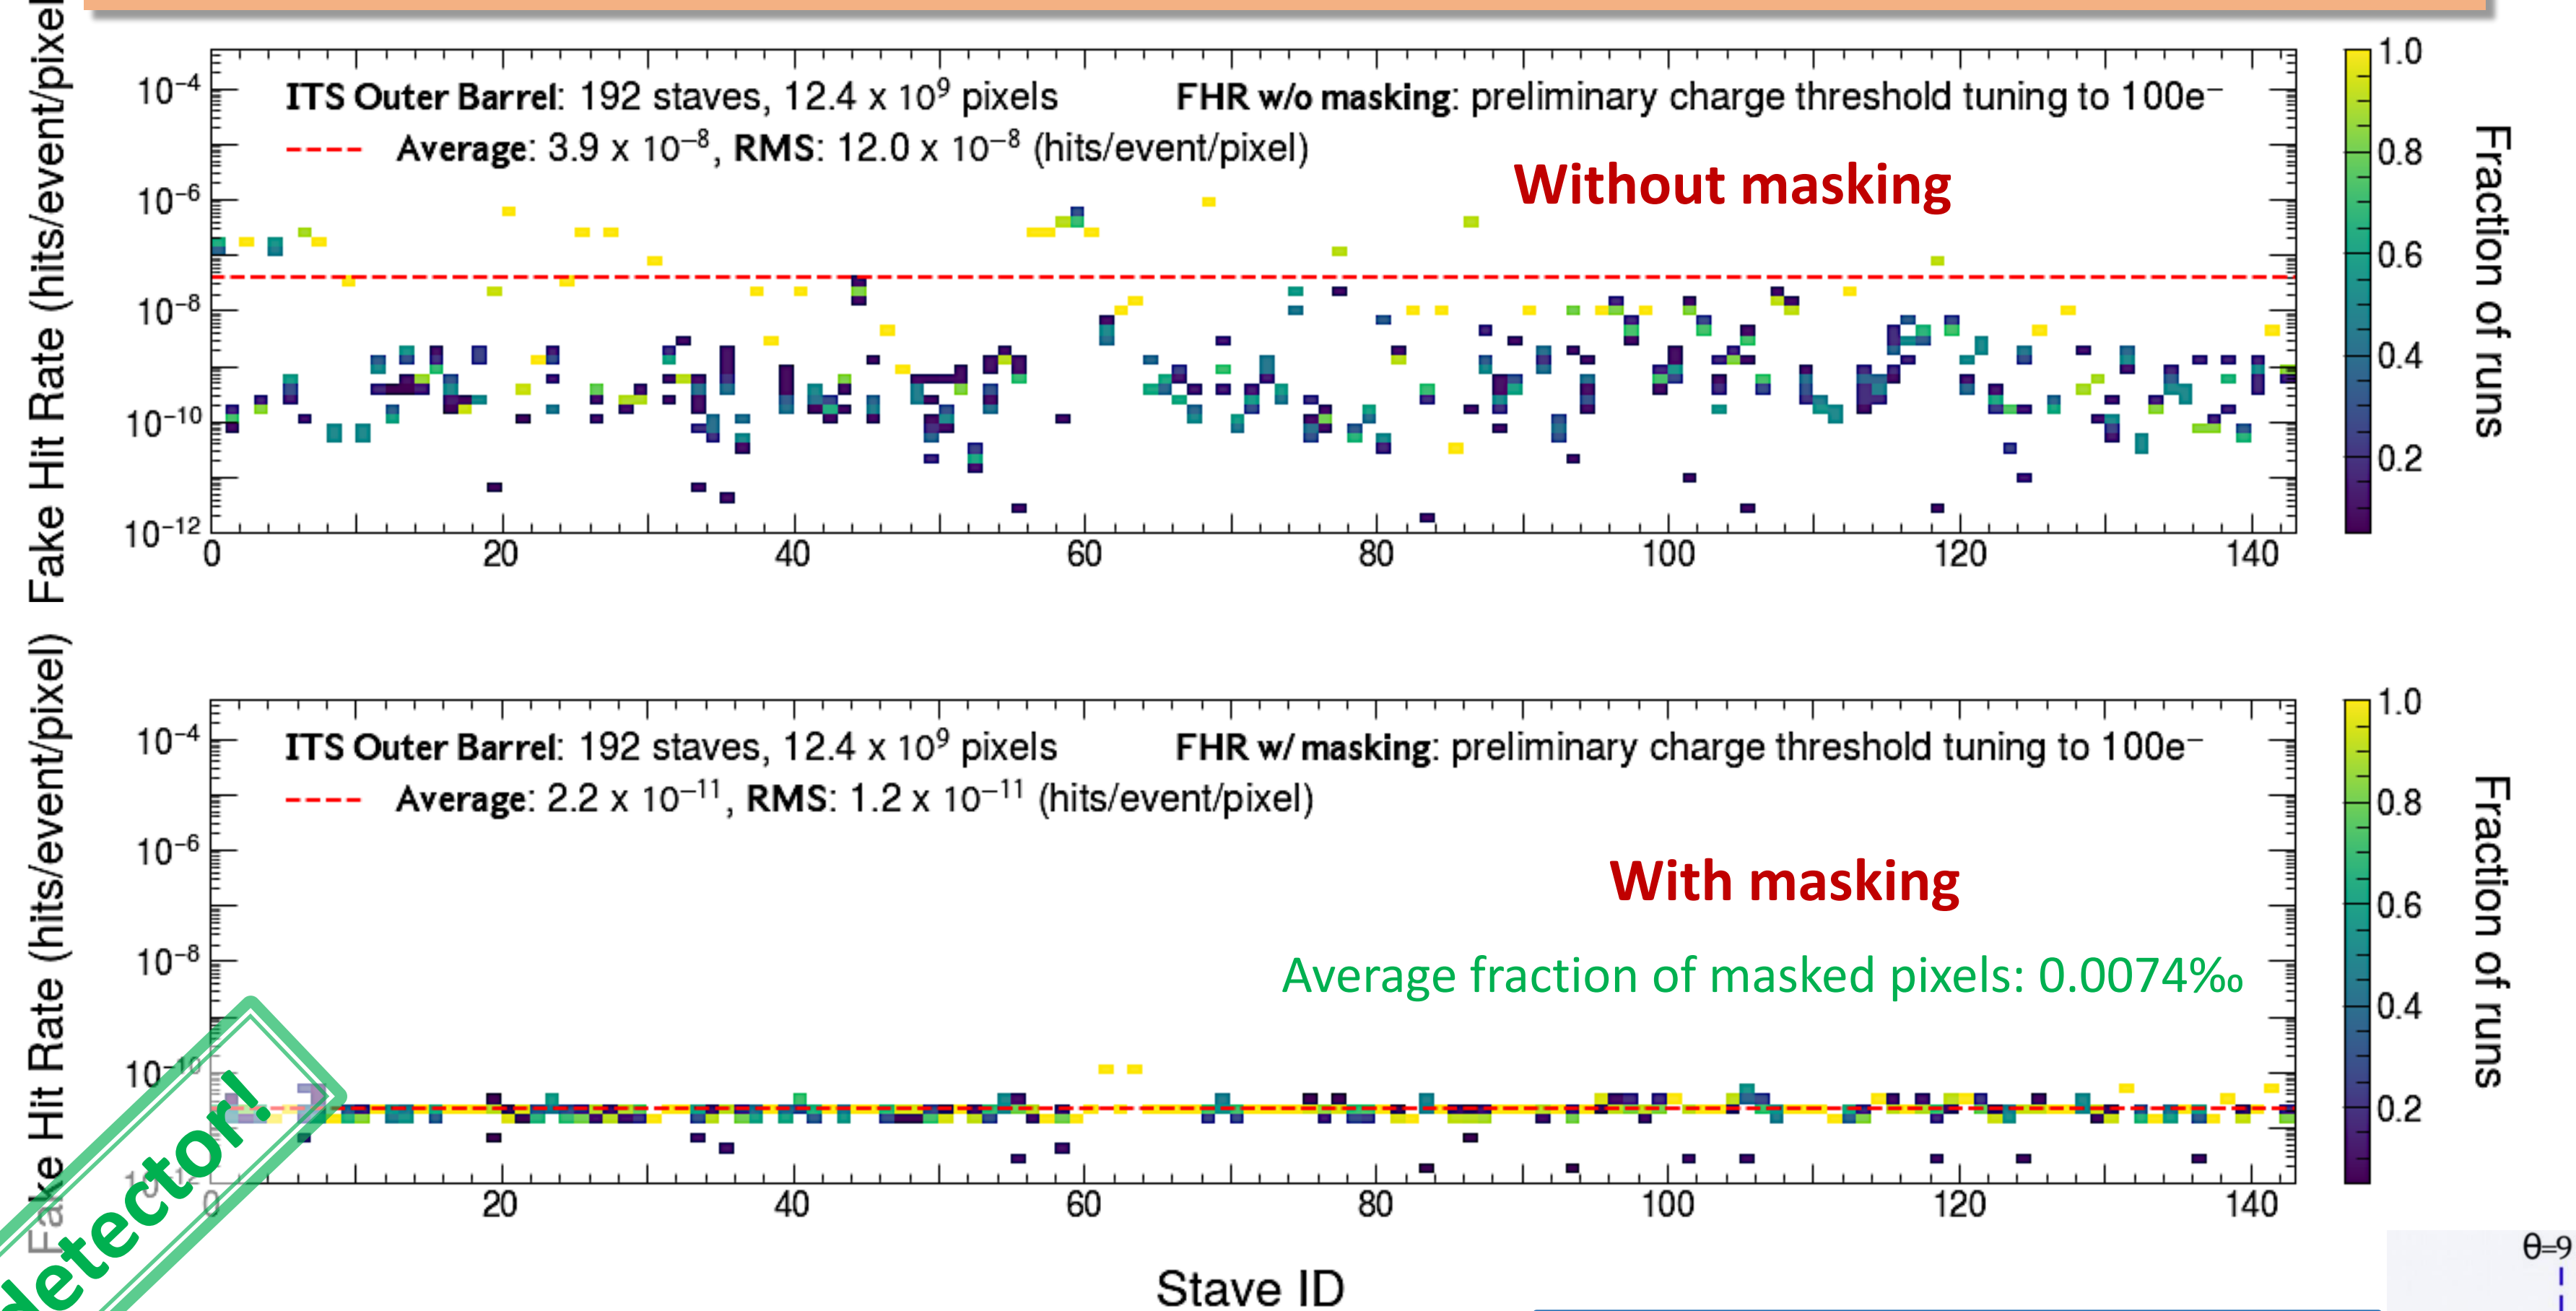 Fake Hit Rate (hits/event/pixel
10⁻⁴
10⁻⁶
10⁻⁸
10⁻¹⁰
10⁻¹²
ITS Outer Barrel: 192 staves, 12.4 x 10⁹ pixels
FHR w/o masking: preliminary charge threshold tuning to 100e⁻
Average: 3.9 x 10⁻⁸, RMS: 12.0 x 10⁻⁸ (hits/event/pixel)
Without masking
0 20 40 60 80 100 120 140
1.0
0.8
0.6
0.4
0.2
Fraction of runs
Fake Hit Rate (hits/event/pixel)
10⁻⁴
10⁻⁶
10⁻⁸
10⁻¹⁰
10⁻¹²
ITS Outer Barrel: 192 staves, 12.4 x 10⁹ pixels
FHR w/ masking: preliminary charge threshold tuning to 100e⁻
Average: 2.2 x 10⁻¹¹, RMS: 1.2 x 10⁻¹¹ (hits/event/pixel)
With masking
Average fraction of masked pixels: 0.0074‰
0 20 40 60 80 100 120 140
1.0
0.8
0.6
0.4
0.2
Fraction of runs
detector!
Stave ID
θ=9